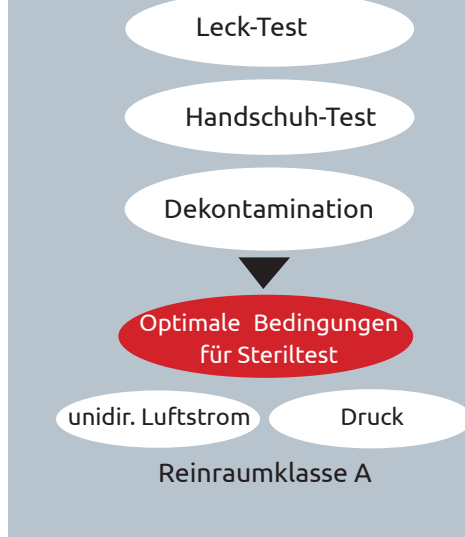 Leck-Test
Handschuh-Test
Dekontamination
Optimale Bedingungen
für Steriltest
unidir. Luftstrom
Druck
Reinraumklasse A